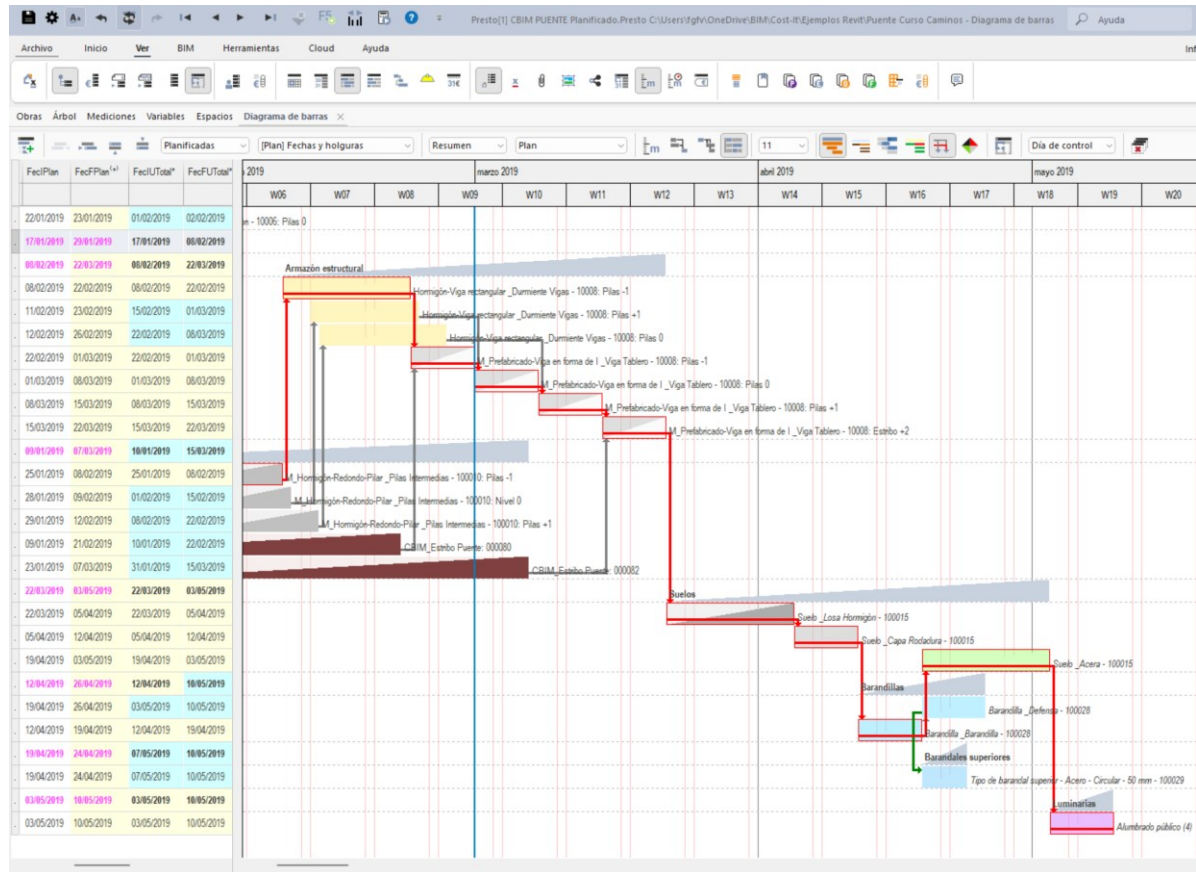 Presto[1] CBIM PUENTE Planificado.Presto C:\Users\fgfv\OneDrive\BIM\Cost-It\Ejemplos Revit\Puente Curso Caminos - Diagrama de barras
Ayuda
Archivo Inicio Ver BIM Herramientas Cloud Ayuda
Obras Árbol Mediciones Variables Espacios Diagrama de barras
Planificadas [Plan] Fechas y holguras Resumen Plan 11 Día de control
FecIPlan FecFPlan FecIUTotal* FecFUTotal* 2019 marzo 2019 abril 2019 mayo 2019
W06 W07 W08 W09 W10 W11 W12 W13 W14 W15 W16 W17 W18 W19 W20
22/01/2019 23/01/2019 01/02/2019 02/02/2019 - 10006: Pilas 0
17/01/2019 29/01/2019 17/01/2019 08/02/2019
08/02/2019 22/03/2019 08/02/2019 22/03/2019 Armazón estructural
08/02/2019 22/02/2019 08/02/2019 22/02/2019 Hormigón-Viga rectangular _Durmiente Vigas - 10008: Pilas -1
11/02/2019 23/02/2019 15/02/2019 01/03/2019 Hormigón-Viga rectangular _Durmiente Vigas - 10008: Pilas +1
12/02/2019 26/02/2019 22/02/2019 08/03/2019 Hormigón-Viga rectangular _Durmiente Vigas - 10008: Pilas 0
22/02/2019 01/03/2019 22/02/2019 01/03/2019 M_Prefabricado-Viga en forma de I _Viga Tablero - 10008: Pilas -1
01/03/2019 08/03/2019 01/03/2019 08/03/2019 M_Prefabricado-Viga en forma de I _Viga Tablero - 10008: Pilas 0
08/03/2019 15/03/2019 08/03/2019 15/03/2019 M_Prefabricado-Viga en forma de I _Viga Tablero - 10008: Pilas +1
15/03/2019 22/03/2019 15/03/2019 22/03/2019 M_Prefabricado-Viga en forma de I _Viga Tablero - 10008: Estribo +2
09/01/2019 07/03/2019 10/01/2019 15/03/2019
25/01/2019 08/02/2019 25/01/2019 08/02/2019 M_Hormigón-Redondo-Pilar _Pilas Intermedias - 100010: Pilas -1
28/01/2019 09/02/2019 01/02/2019 15/02/2019 M_Hormigón-Redondo-Pilar _Pilas Intermedias - 100010: Nivel 0
29/01/2019 12/02/2019 08/02/2019 22/02/2019 M_Hormigón-Redondo-Pilar _Pilas Intermedias - 100010: Pilas +1
09/01/2019 21/02/2019 10/01/2019 22/02/2019 CBIM_Estribo Puente: 000080
23/01/2019 07/03/2019 31/01/2019 15/03/2019 CBIM_Estribo Puente: 000082
22/03/2019 03/05/2019 22/03/2019 03/05/2019 Suelos
22/03/2019 05/04/2019 22/03/2019 05/04/2019 Suelo _Losa Hormigón - 100015
05/04/2019 12/04/2019 05/04/2019 12/04/2019 Suelo _Capa Rodadura - 100015
19/04/2019 03/05/2019 19/04/2019 03/05/2019 Suelo _Acera - 100015
12/04/2019 26/04/2019 12/04/2019 10/05/2019 Barandillas
19/04/2019 26/04/2019 03/05/2019 10/05/2019 Barandilla _Defensa - 100028
12/04/2019 19/04/2019 12/04/2019 19/04/2019 Barandilla _Barandilla - 100028
19/04/2019 24/04/2019 07/05/2019 10/05/2019 Barandales superiores
19/04/2019 24/04/2019 07/05/2019 10/05/2019 Tipo de barandal superior - Acero - Circular - 50 mm - 100029
03/05/2019 10/05/2019 03/05/2019 10/05/2019 Luminarias
03/05/2019 10/05/2019 03/05/2019 10/05/2019 Alumbrado público (4)